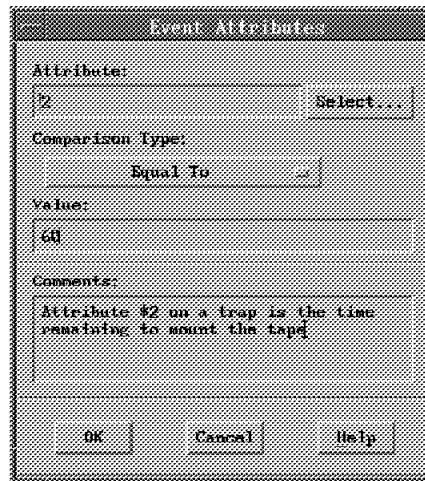 Event Attributes
Attribute:
2
Select...
Comparison Type:
Equal To
Value:
60
Comments:
Attribute $2 on a trap is the time
remaining to mount the tape
OK
Cancel
Help